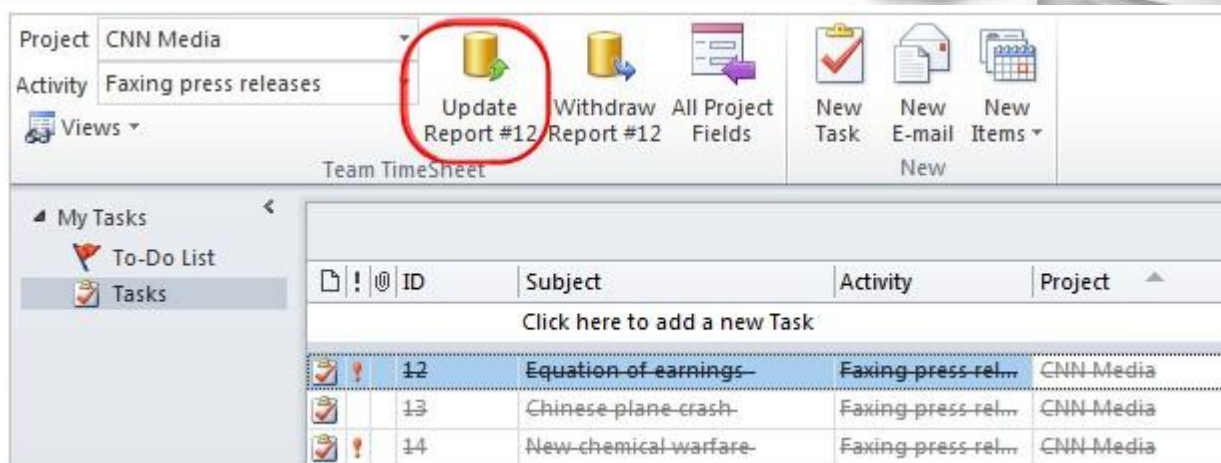 Project CNN Media
Activity Faxing press releases
Views
Update Report #12
Withdraw Report #12
All Project Fields
Team TimeSheet
New Task
New E-mail
New Items
New
My Tasks
To-Do List
Tasks
! ID Subject Activity Project
Click here to add a new Task
! 12 Equation of earnings Faxing press rel... CNN Media
13 Chinese plane crash Faxing press rel... CNN Media
! 14 New chemical warfare Faxing press rel... CNN Media